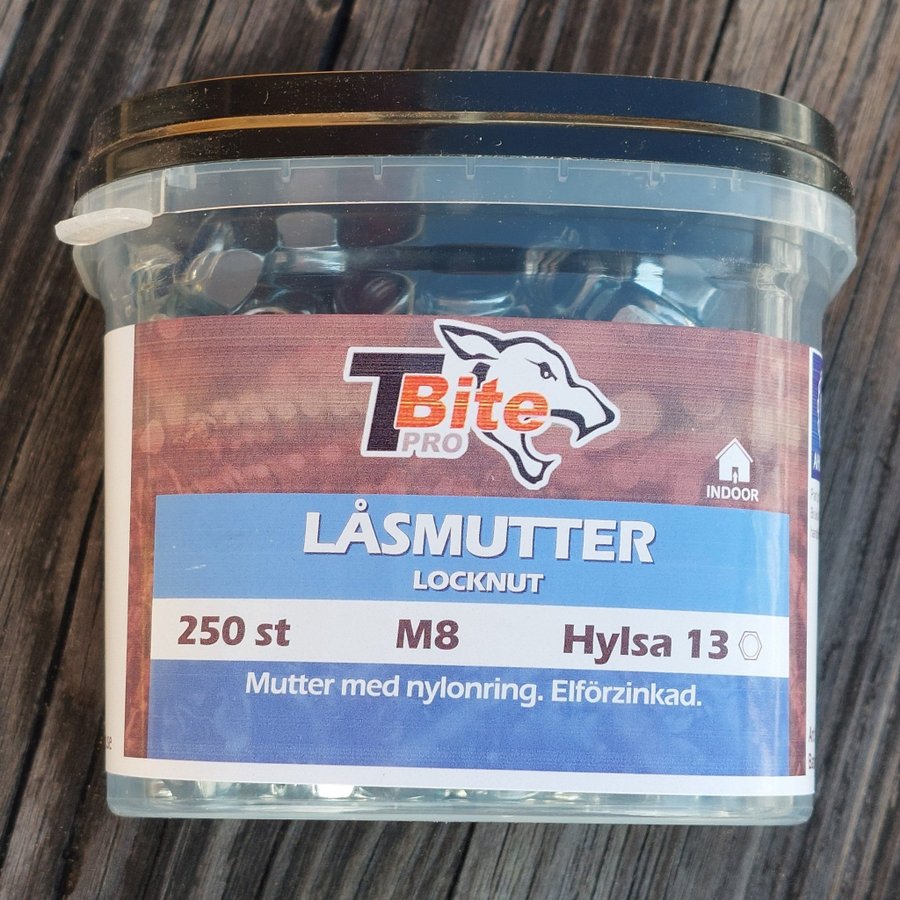 TBite
PRO
INDOOR
LÅSMUTTER
LOCKNUT
250 st M8 Hylsa 13
Mutter med nylonring. Elförzinkad.